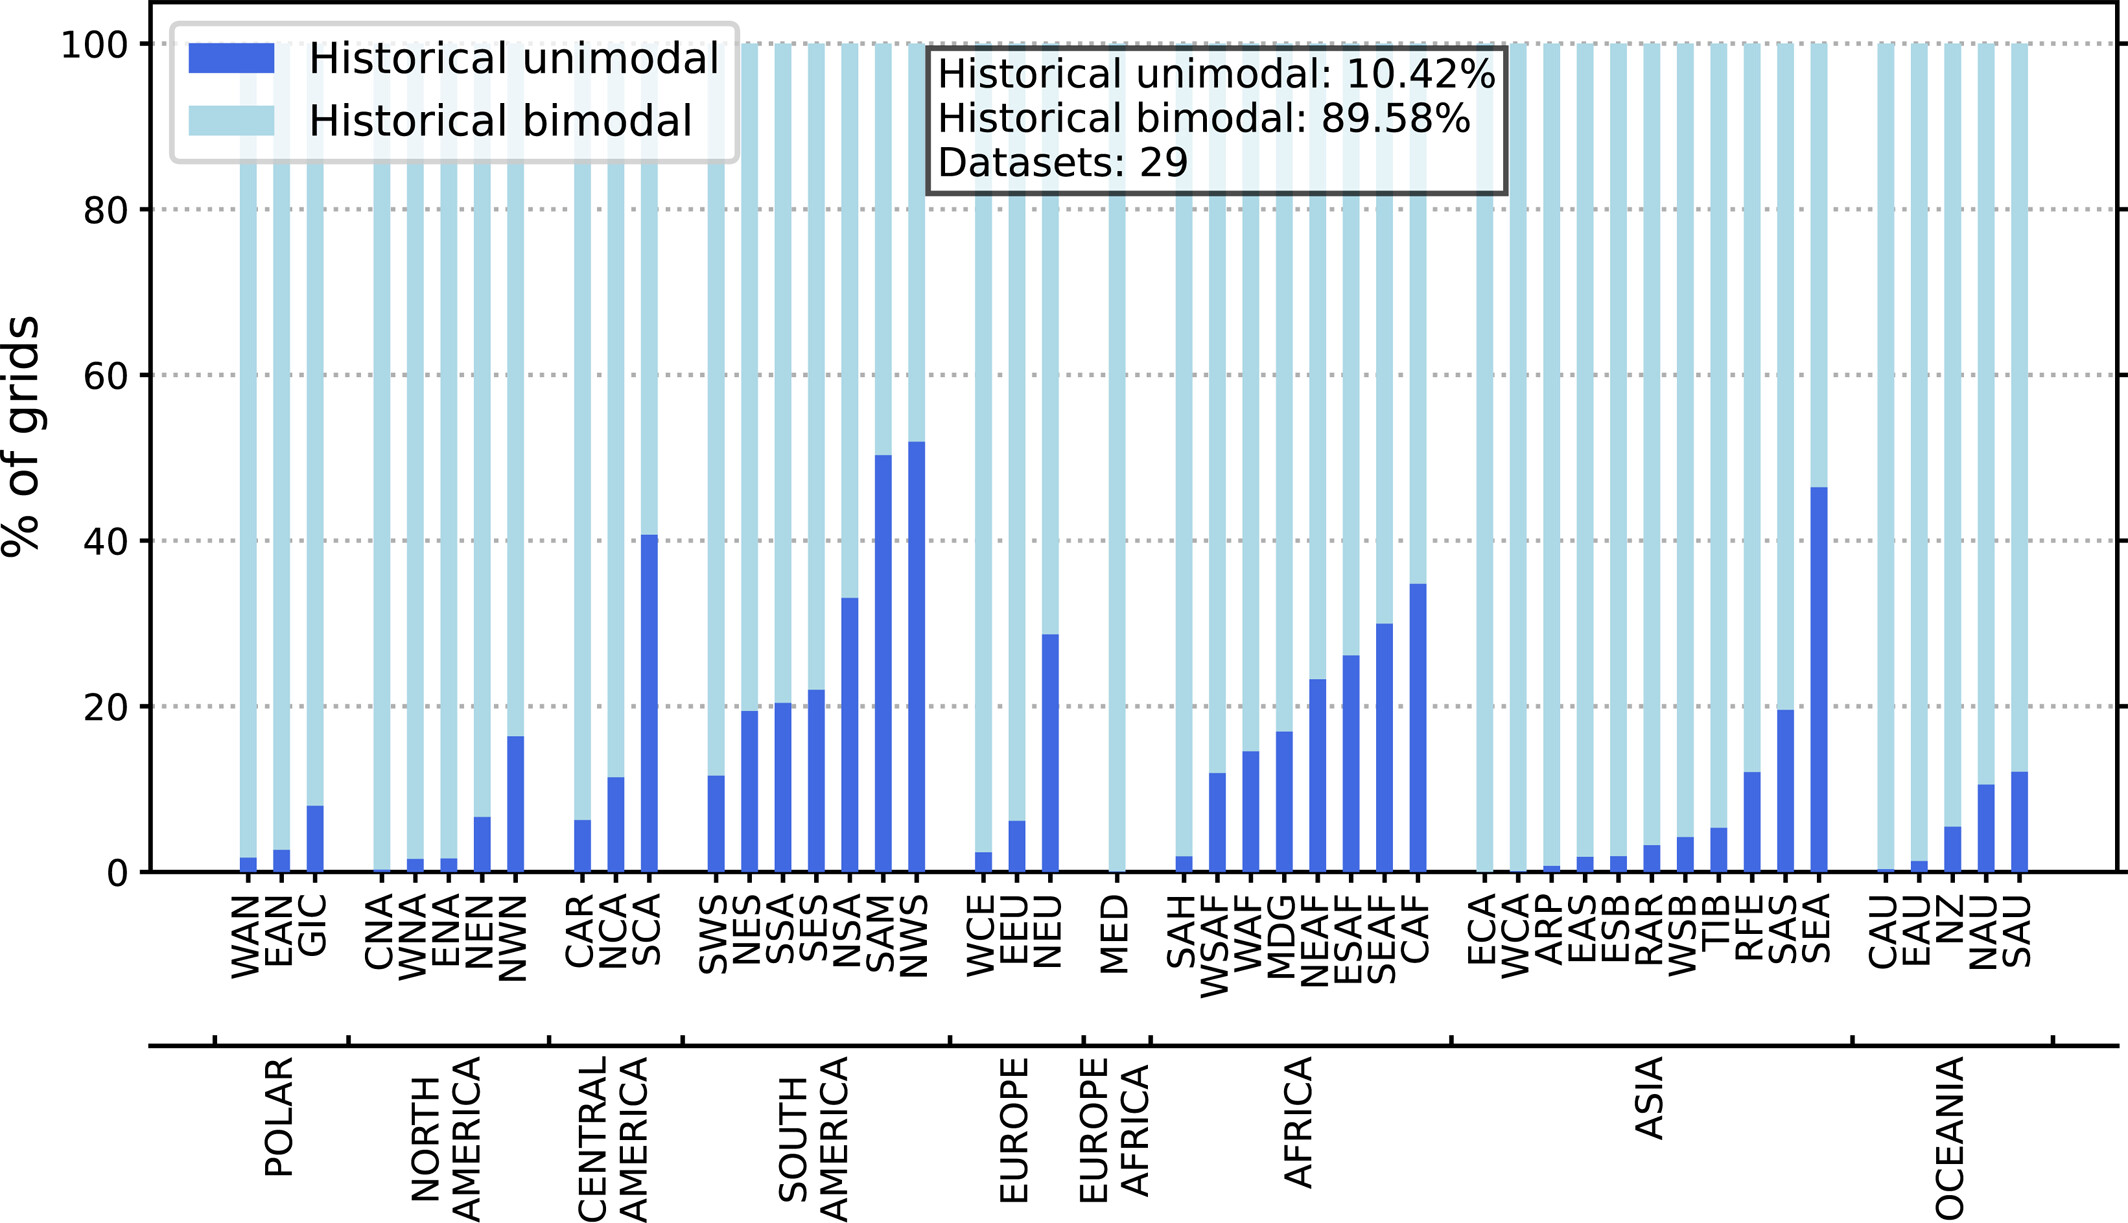 Historical unimodal
Historical bimodal
Historical unimodal: 10.42%
Historical bimodal: 89.58%
Datasets: 29
% of grids
100
80
60
40
20
0
WAN
EAN
GIC
CNA
WNA
ENA
NEN
NWN
CAR
NCA
SCA
SWS
NES
SSA
SES
NSA
SAM
NWS
WCE
EEU
NEU
MED
SAH
WSAF
WAF
MDG
NEAF
ESAF
SEAF
CAF
ECA
WCA
ARP
EAS
ESB
RAR
WSB
TIB
RFE
SAS
SEA
CAU
EAU
NZ
NAU
SAU
POLAR
NORTH
AMERICA
CENTRAL
AMERICA
SOUTH
AMERICA
EUROPE
EUROPE
AFRICA
AFRICA
ASIA
OCEANIA